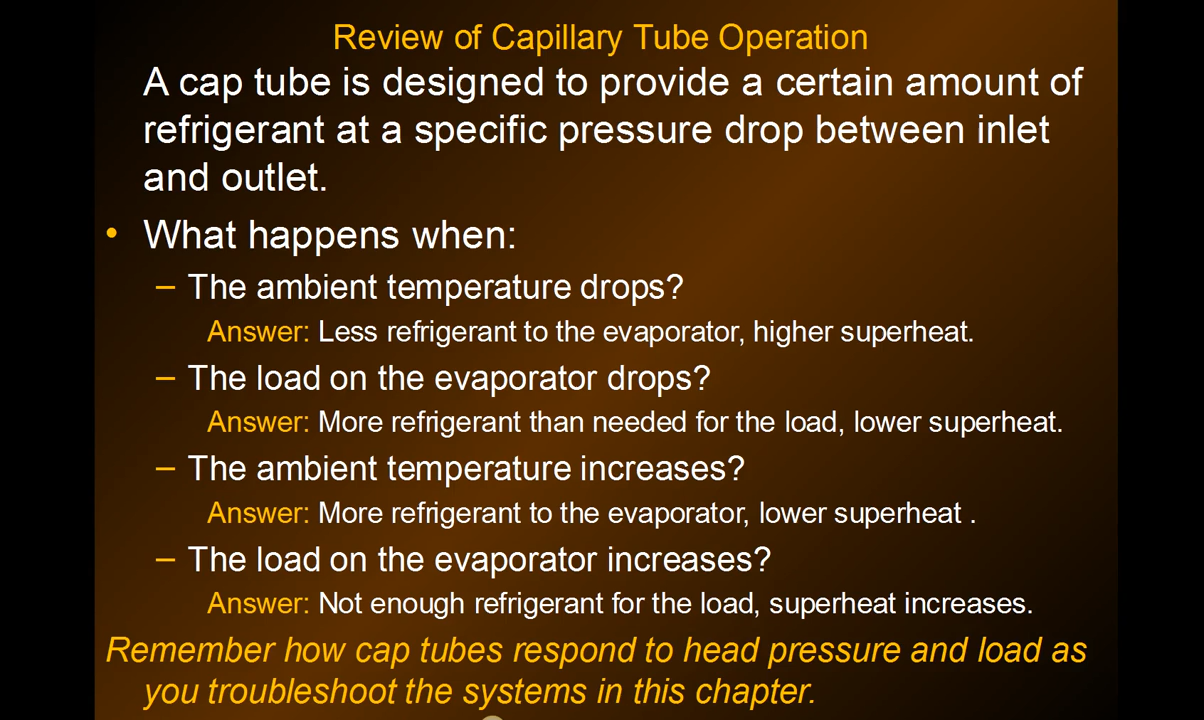 Review of Capillary Tube Operation
A cap tube is designed to provide a certain amount of
refrigerant at a specific pressure drop between inlet
and outlet.
• What happens when:
– The ambient temperature drops?
Answer: Less refrigerant to the evaporator, higher superheat.
– The load on the evaporator drops?
Answer: More refrigerant than needed for the load, lower superheat.
– The ambient temperature increases?
Answer: More refrigerant to the evaporator, lower superheat .
– The load on the evaporator increases?
Answer: Not enough refrigerant for the load, superheat increases.
Remember how cap tubes respond to head pressure and load as
you troubleshoot the systems in this chapter.